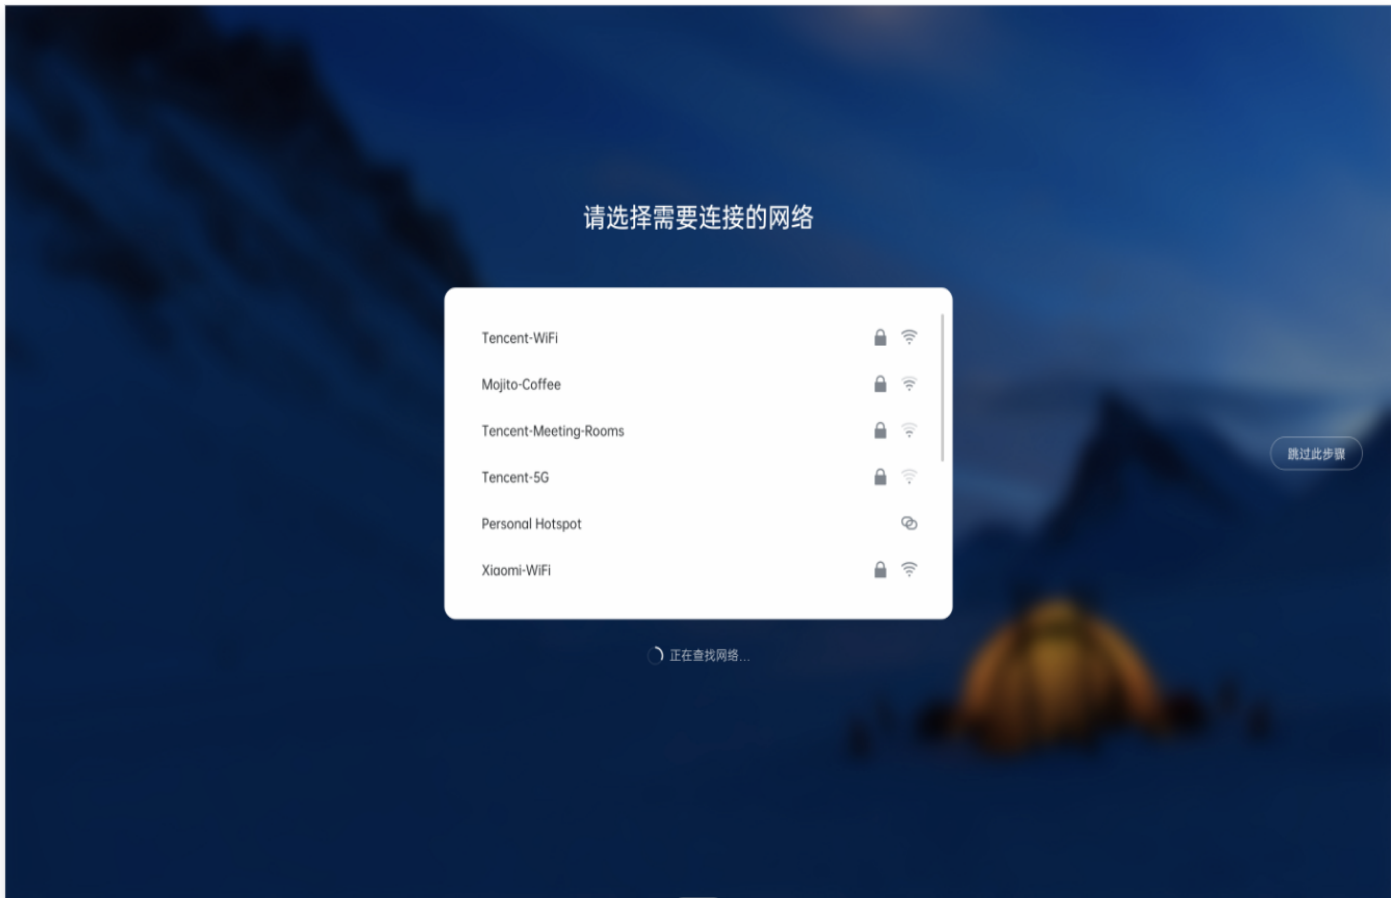 请选择需要连接的网络
Tencent-WiFi
Mojito-Coffee
Tencent-Meeting-Rooms
Tencent-5G
Personal Hotspot
Xiaomi-WiFi
跳过此步骤
正在查找网络...